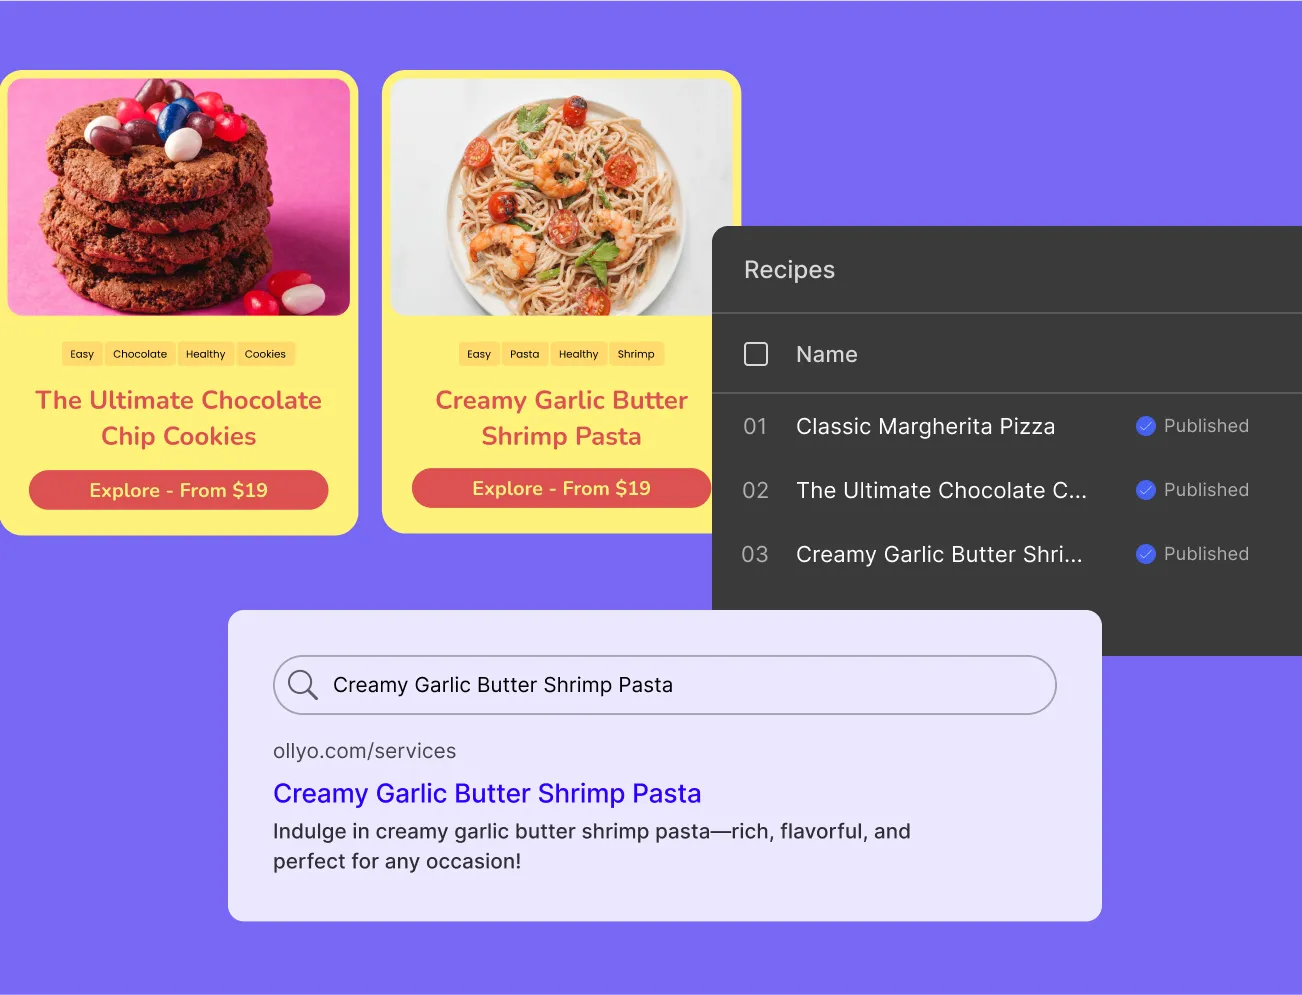 Easy Chocolate Healthy Cookies
The Ultimate Chocolate
Chip Cookies
Explore - From $19
Easy Pasta Healthy Shrimp
Creamy Garlic Butter
Shrimp Pasta
Explore - From $19
Recipes
Name
01 Classic Margherita Pizza Published
02 The Ultimate Chocolate C... Published
03 Creamy Garlic Butter Shri... Published
Creamy Garlic Butter Shrimp Pasta
ollyo.com/services
Creamy Garlic Butter Shrimp Pasta
Indulge in creamy garlic butter shrimp pasta—rich, flavorful, and
perfect for any occasion!